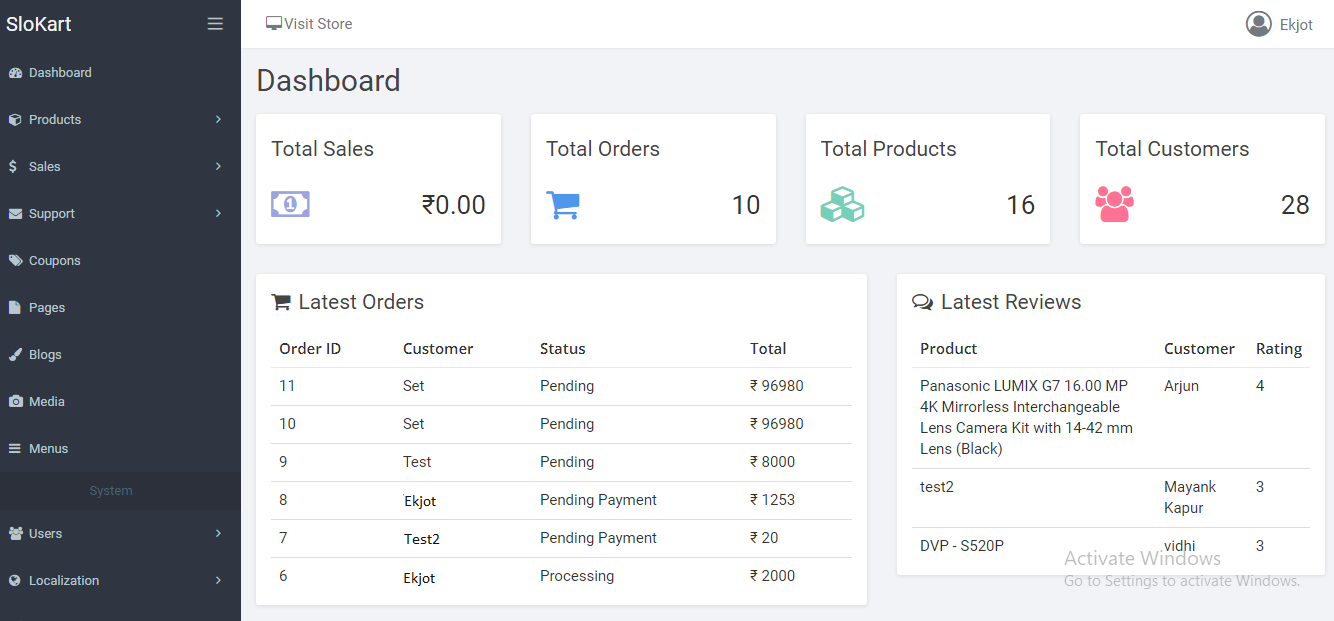 SloKart
Visit Store
Ekjot
Dashboard
Products
Sales
Support
Coupons
Pages
Blogs
Media
Menus
System
Users
Localization
Dashboard
Total Sales
₹0.00
Total Orders
10
Total Products
16
Total Customers
28
Latest Orders
Order ID Customer Status Total
11 Set Pending ₹ 96980
10 Set Pending ₹ 96980
9 Test Pending ₹ 8000
8 Ekjot Pending Payment ₹ 1253
7 Test2 Pending Payment ₹ 20
6 Ekjot Processing ₹ 2000
Latest Reviews
Product Customer Rating
Panasonic LUMIX G7 16.00 MP Arjun 4
4K Mirrorless Interchangeable
Lens Camera Kit with 14-42 mm
Lens (Black)
test2 Mayank 3
Kapur
DVP - S520P vidhi 3
Activate Windows
Go to Settings to activate Windows.